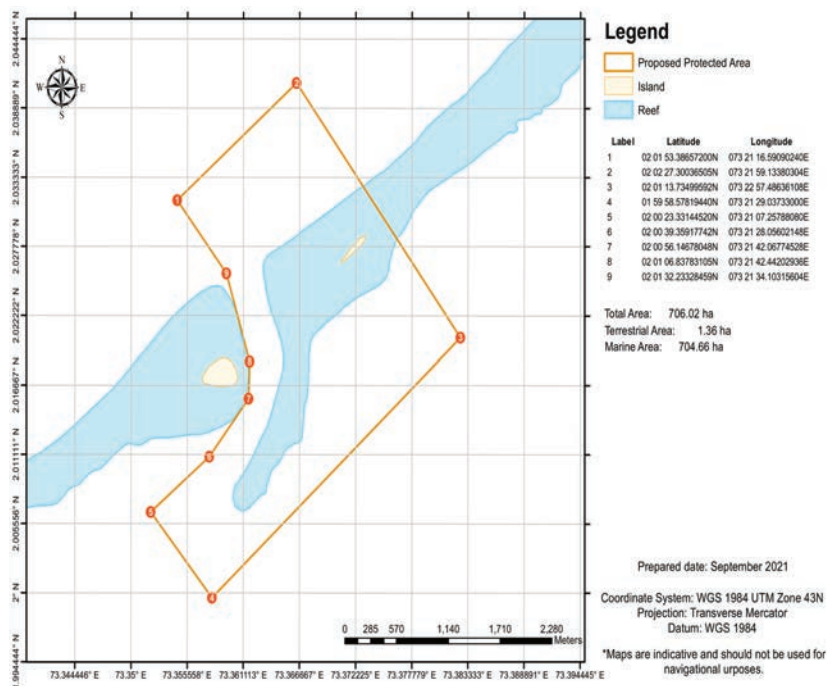 2.044444° N
2.038889° N
2.033333° N
2.027778° N
2.022222° N
2.016667° N
2.01111° N
2.005556° N
2° N
1.994444° N
N
W E
S
2
1
9
3
8
7
6
5
4
0 285 570 1,140 1,710 2,280
Meters
73.344446° E 73.35° E 73.355558° E 73.361113° E 73.366667° E 73.372225° E 73.377779° E 73.383333° E 73.388891° E 73.394445° E
Legend
Proposed Protected Area
Island
Reef
Label Latitude Longitude
1 02 01 53.38657200N 073 21 16.59090240E
2 02 02 27.30036505N 073 21 59.13380304E
3 02 01 13.73499592N 073 22 57.48636108E
4 01 59 58.57819440N 073 21 29.03733000E
5 02 00 23.33144520N 073 21 07.25788080E
6 02 00 39.35917742N 073 21 28.05602148E
7 02 00 56.14678048N 073 21 42.06774528E
8 02 01 06.83783105N 073 21 42.44202936E
9 02 01 32.23328459N 073 21 34.10315604E
Total Area: 706.02 ha
Terrestrial Area: 1.36 ha
Marine Area: 704.66 ha
Prepared date: September 2021
Coordinate System: WGS 1984 UTM Zone 43N
Projection: Transverse Mercator
Datum: WGS 1984
*Maps are indicative and should not be used for
navigational urposes.